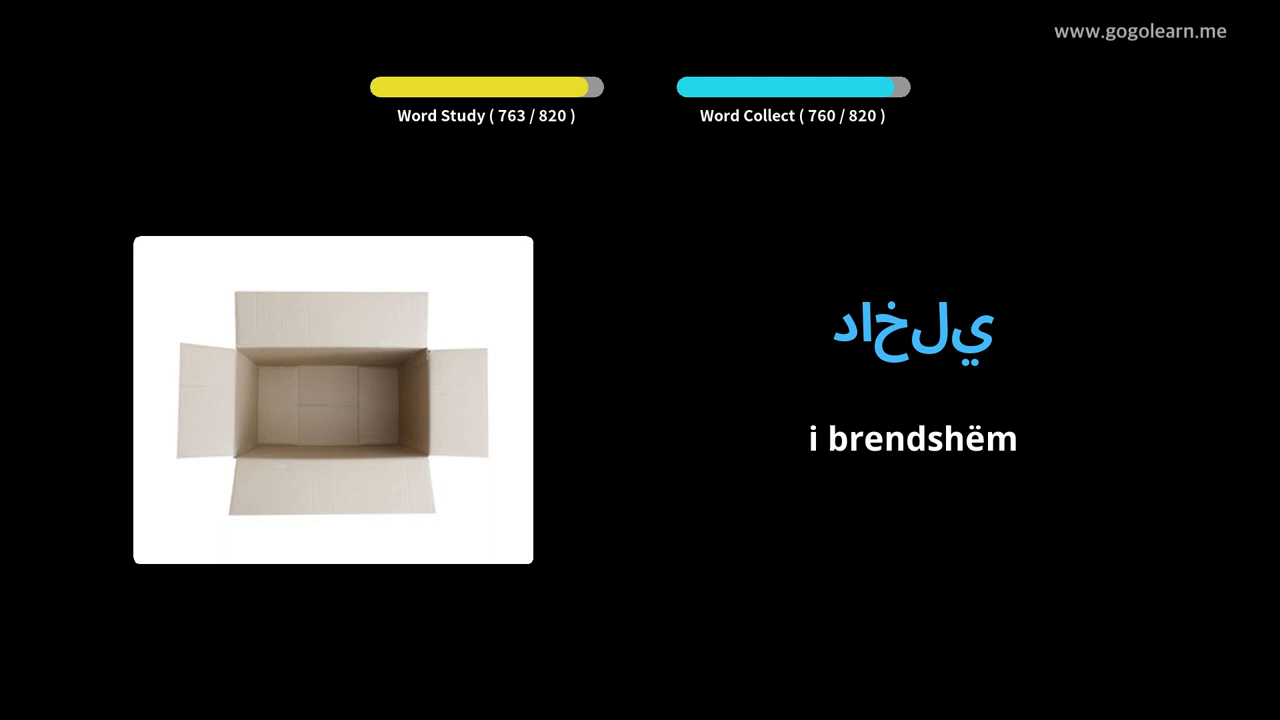 www.gogolearn.me
Word Study ( 763 / 820 )
Word Collect ( 760 / 820 )
داخلي
i brendshëm